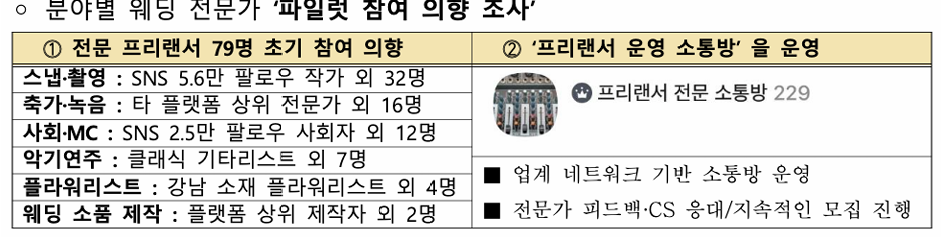 ○ 분야별 웨딩 전문가 ‘파일럿 참여 의향 조사’
① 전문 프리랜서 79명 초기 참여 의향
스냅·촬영 : SNS 5.6만 팔로우 작가 외 32명
축가·녹음 : 타 플랫폼 상위 전문가 외 16명
사회·MC : SNS 2.5만 팔로우 사회자 외 12명
악기연주 : 클래식 기타리스트 외 7명
플라워리스트 : 강남 소재 플라워리스트 외 4명
웨딩 소품 제작 : 플랫폼 상위 제작자 외 2명
② ‘프리랜서 운영 소통방’ 을 운영
프리랜서 전문 소통방 229
■ 업계 네트워크 기반 소통방 운영
■ 전문가 피드백·CS 응대/지속적인 모집 진행